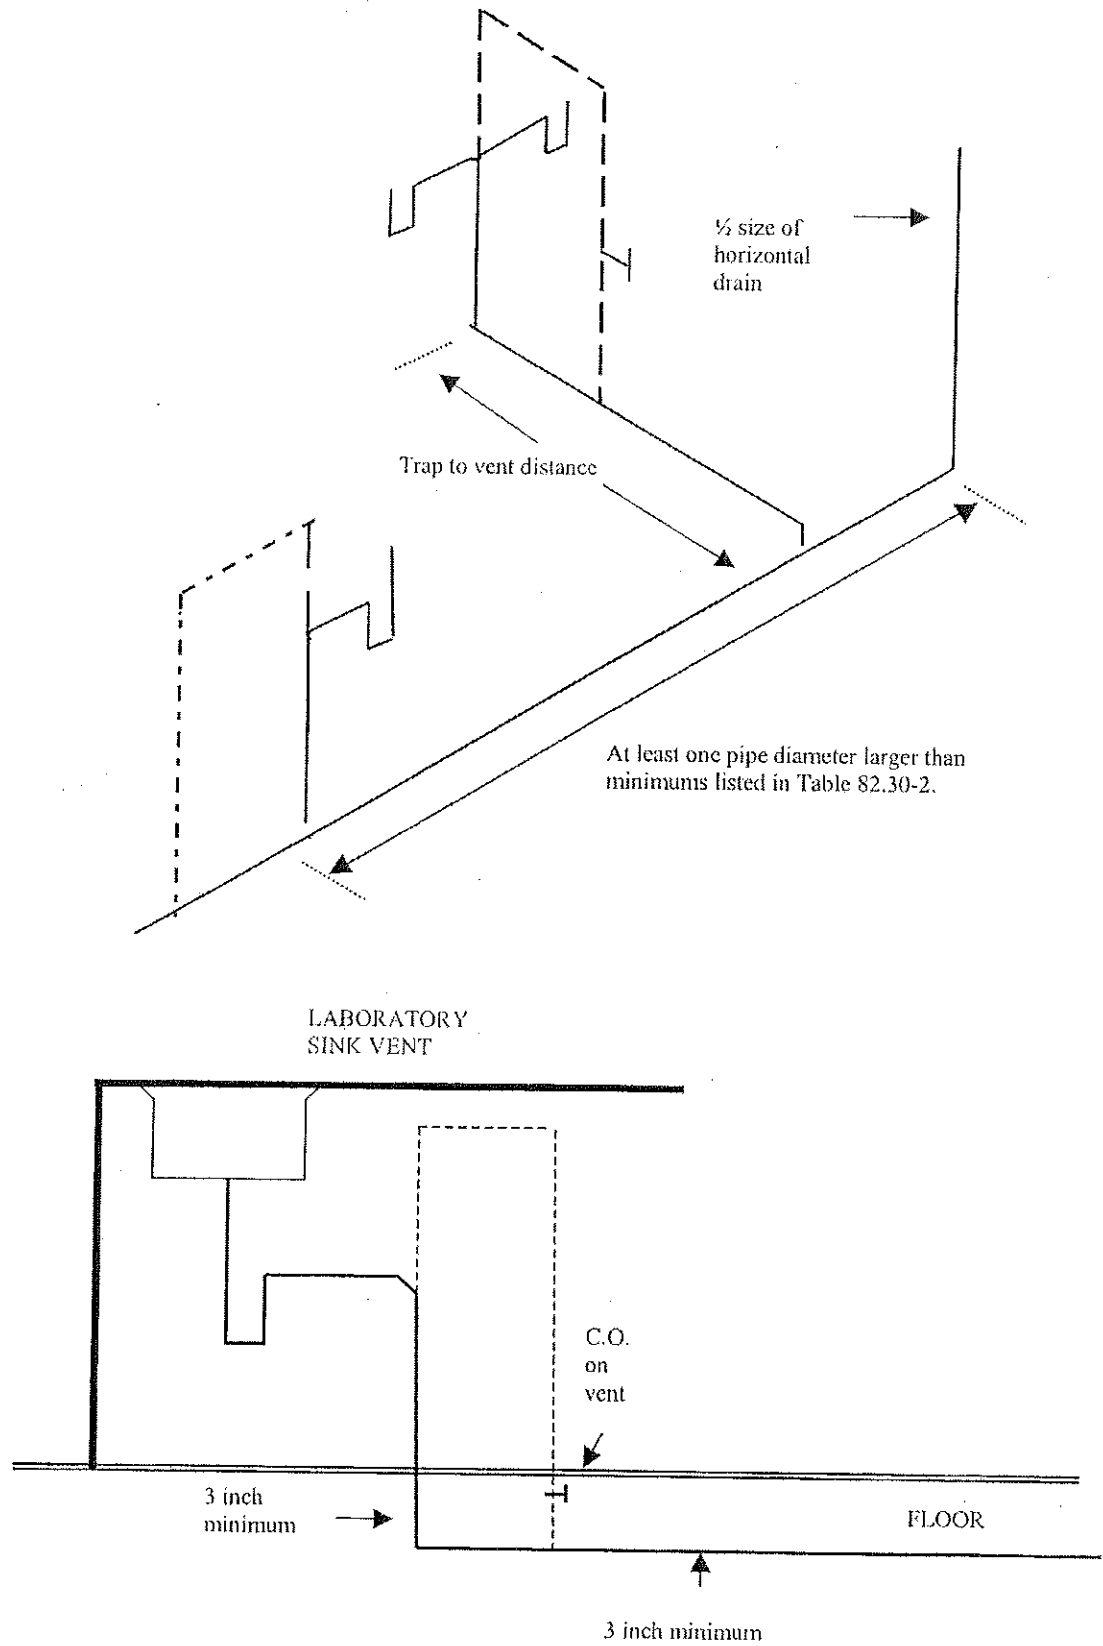 ½ size of
horizontal
drain
Trap to vent distance
At least one pipe diameter larger than
minimums listed in Table 82.30-2.
LABORATORY
SINK VENT
C.O.
on
vent
3 inch
minimum
FLOOR
3 inch minimum